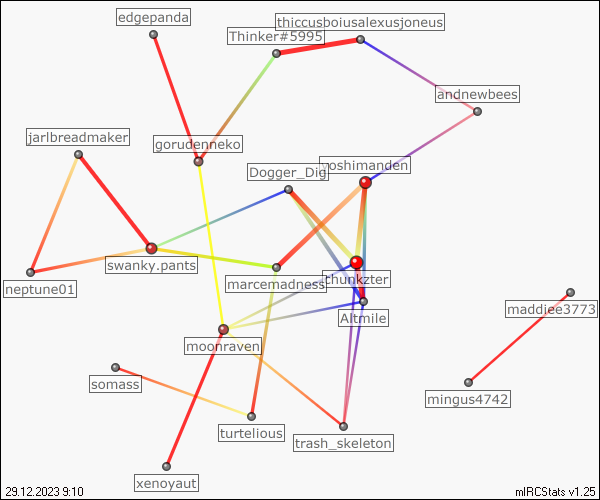 edgepanda
thiccusboiusalexusjoneus
Thinker#5995
andnewbees
jarlbreadmaker
gorudenneko
Dogger_Dig
yoshimanden
swanky.pants
neptune01
marcemadness
chunkzter
Altmile
maddiee3773
moonraven
somass
mingus4742
turtelious
trash_skeleton
xenoyaut
29.12.2023 9:10
mIRCStats v1.25